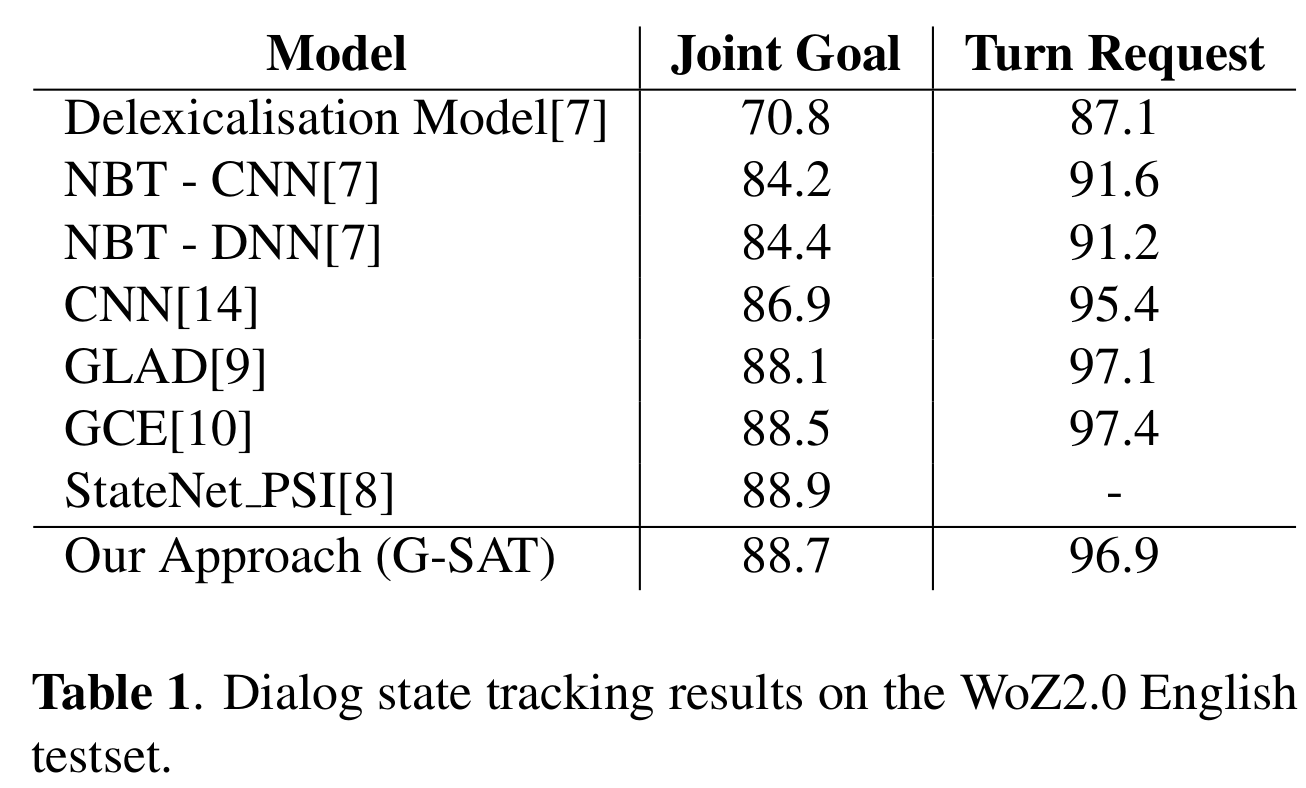 Model Joint Goal Turn Request
Delexicalisation Model[7] 70.8 87.1
NBT - CNN[7] 84.2 91.6
NBT - DNN[7] 84.4 91.2
CNN[14] 86.9 95.4
GLAD[9] 88.1 97.1
GCE[10] 88.5 97.4
StateNet_PSI[8] 88.9 -
Our Approach (G-SAT) 88.7 96.9
Table 1. Dialog state tracking results on the WoZ2.0 English
testset.